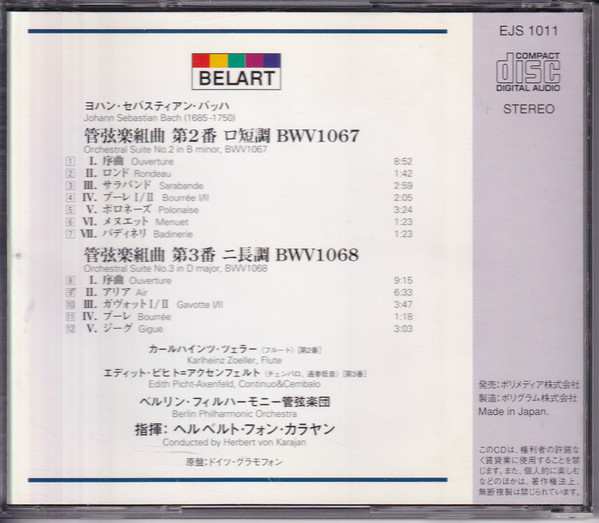 EJS 1011
COMPACT
disc
DIGITAL AUDIO
STEREO
BELART
ヨハン・セバスティアン・バッハ
Johann Sebastian Bach (1685-1750)
管弦楽組曲 第2番 ロ短調 BWV1067
Orchestral Suite No.2 in B minor, BWV1067
1 I. 序曲 Ouverture 8:52
2 II. ロンド Rondeau 1:42
3 III. サラバンド Sarabande 2:59
4 IV. ブーレ I/II Bourrée I/II 2:05
5 V. ポロネーズ Polonaise 3:24
6 VI. メヌエット Menuet 1:23
7 VII. バディネリ Badinerie 1:23
管弦楽組曲 第3番 ニ長調 BWV1068
Orchestral Suite No.3 in D major, BWV1068
8 I. 序曲 Ouverture 9:15
9 II. アリア Air 6:33
10 III. ガヴォット I/II Gavotte I/II 3:47
11 IV. ブーレ Bourrée 1:18
12 V. ジーグ Gigue 3:03
カールハインツ・ツェラー (フルート) [第2番]
Karlheinz Zoeller, Flute
エディット・ピヒト=アクセンフェルト (チェンバロ、通奏低音) [第3番]
Edith Picht-Axenfeld, Continuo&Cembalo
ベルリン・フィルハーモニー管弦楽団
Berlin Philharmonic Orchestra
指揮：ヘルベルト・フォン・カラヤン
Conducted by Herbert von Karajan
原盤：ドイツ・グラモフォン
発売：ポリメディア株式会社
製造：ポリグラム株式会社
Made in Japan.
このCDは、権利者の許諾な
く賃貸業に使用することを禁
じます。また、個人的に楽しむ
などのほかは、著作権法上、
無断複製は禁じられています。